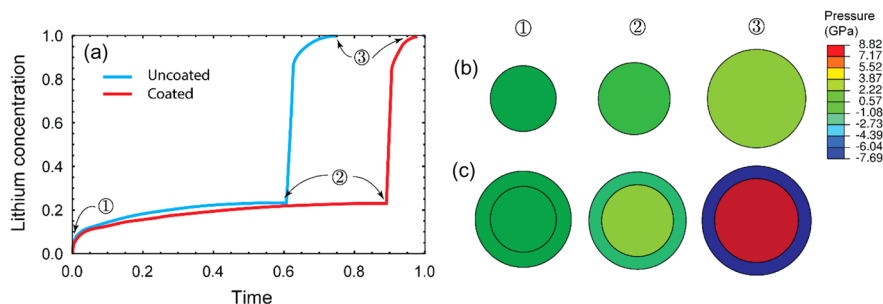 (a)
Uncoated
Coated
①
②
③
Lithium concentration
1.0
0.8
0.6
0.4
0.2
0.0
0.0 0.2 0.4 0.6 0.8 1.0
Time
① ② ③
(b)
(c)
Pressure
(GPa)
8.82
7.17
5.52
3.87
2.22
0.57
-1.08
-2.73
-4.39
-6.04
-7.69